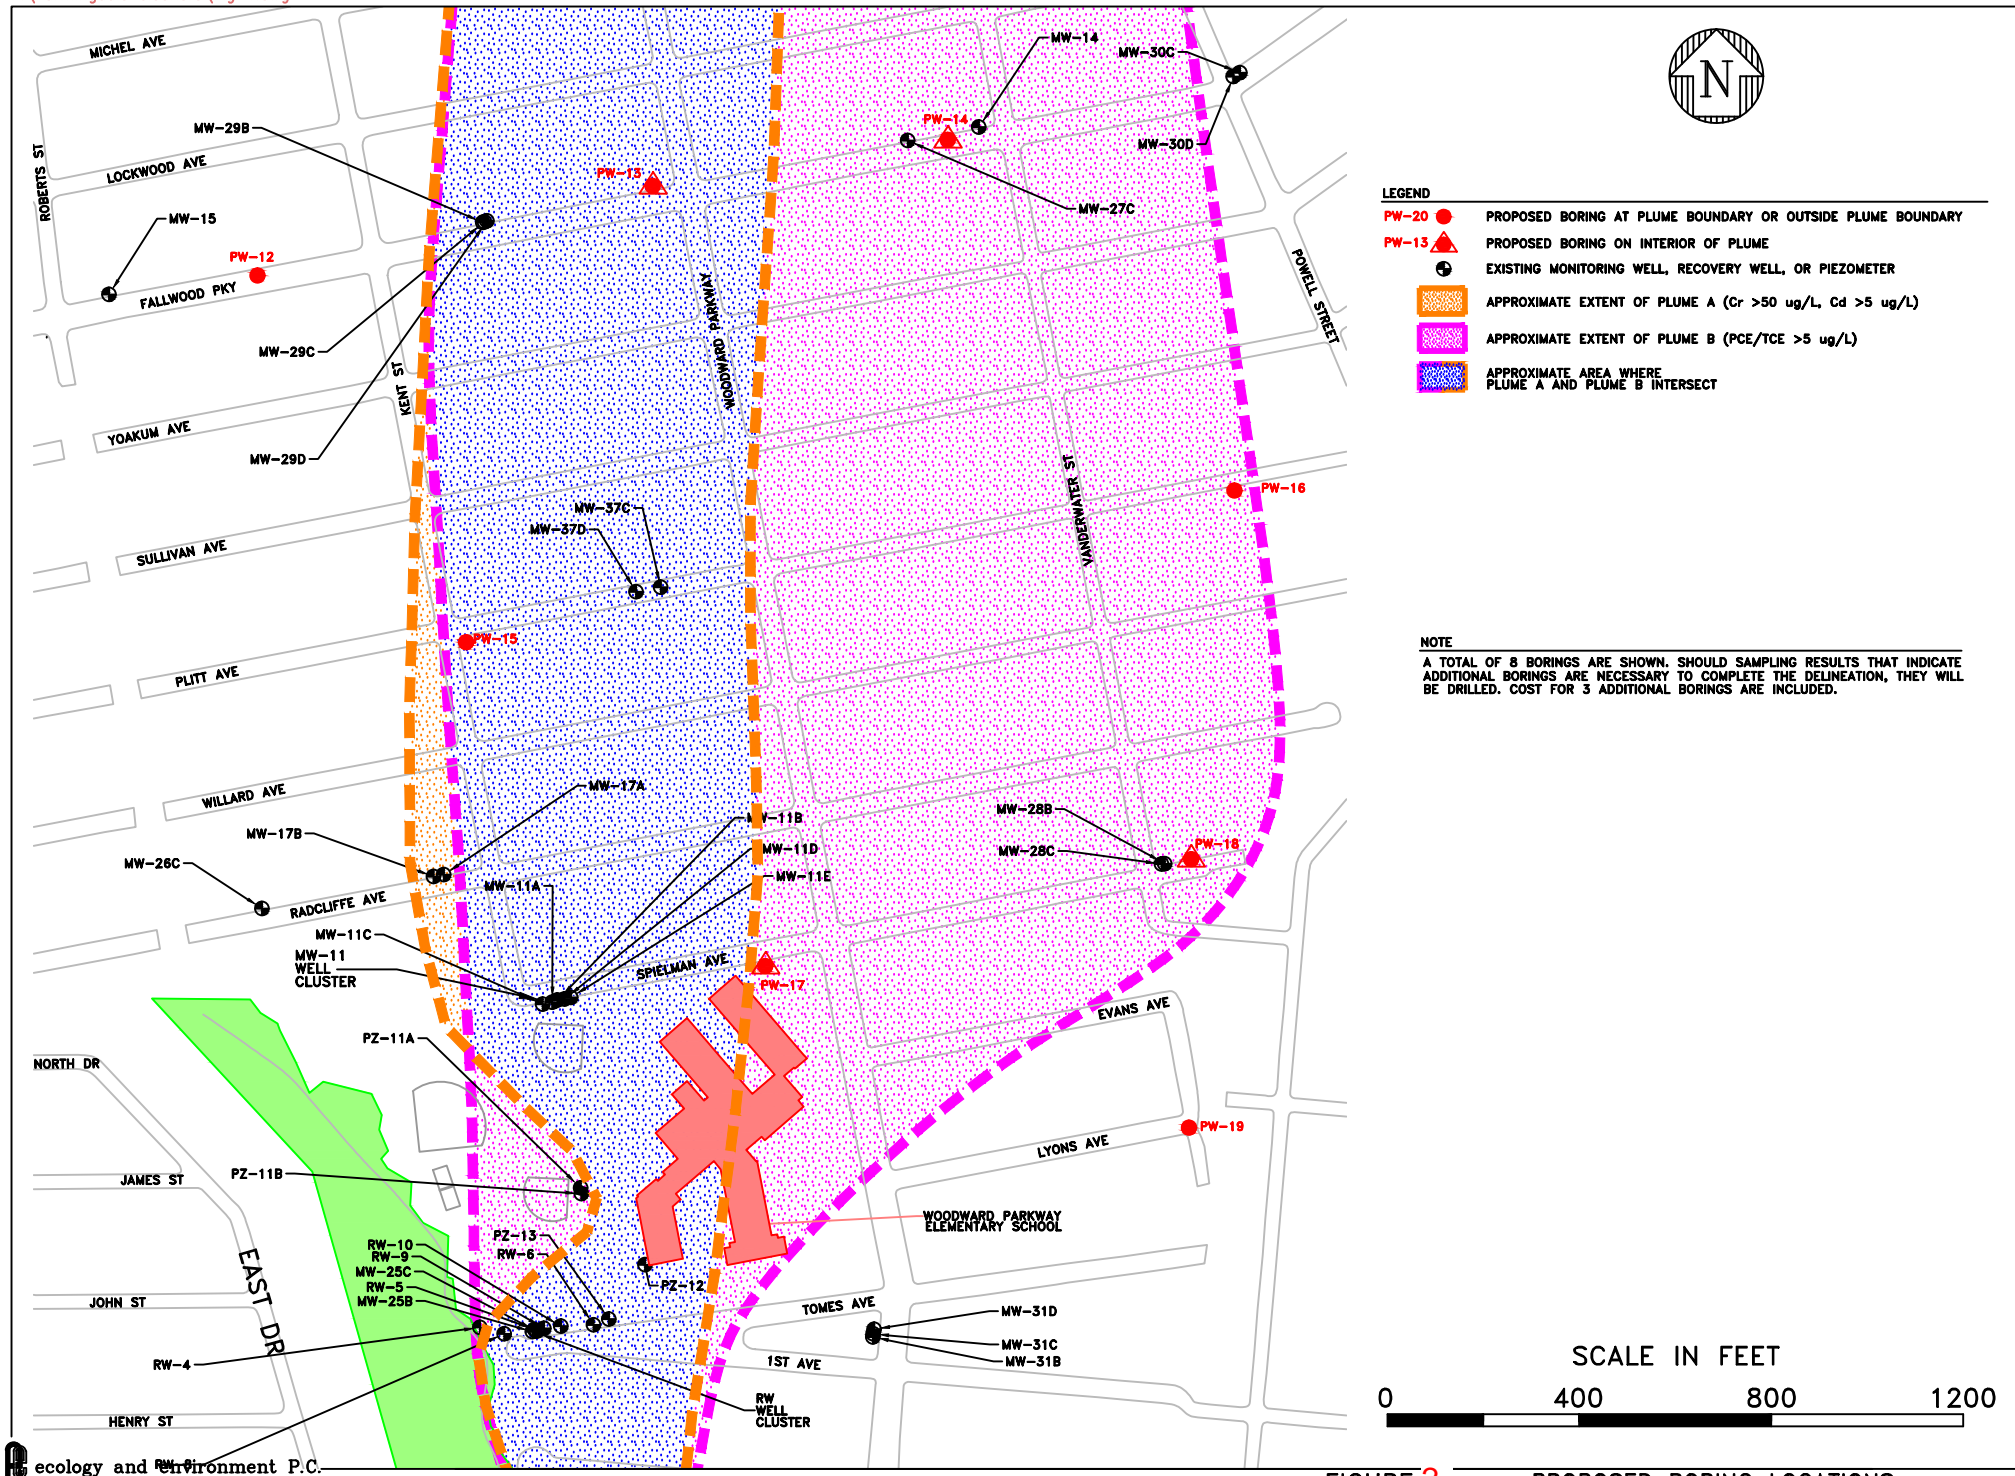 MICHEL AVE
MW-14
MW-30C
N
MW-29B
PW-14
MW-30D
ROBERTS ST
LOCKWOOD AVE
PW-13
LEGEND
MW-15
MW-27C
PW-20 PROPOSED BORING AT PLUME BOUNDARY OR OUTSIDE PLUME BOUNDARY
PW-13 PROPOSED BORING ON INTERIOR OF PLUME
EXISTING MONITORING WELL, RECOVERY WELL, OR PIEZOMETER
APPROXIMATE EXTENT OF PLUME A (Cr >50 ug/L, Cd >5 ug/L)
APPROXIMATE EXTENT OF PLUME B (PCE/TCE >5 ug/L)
APPROXIMATE AREA WHERE
PLUME A AND PLUME B INTERSECT
PW-12
FALLWOOD PKY
POWELL STREET
WOODWARD PARKWAY
MW-29C
KENT ST
YOAKUM AVE
MW-29D
VANDERWATER ST
PW-16
MW-37C
MW-37D
SULLIVAN AVE
PW-15
NOTE
A TOTAL OF 8 BORINGS ARE SHOWN. SHOULD SAMPLING RESULTS THAT INDICATE
ADDITIONAL BORINGS ARE NECESSARY TO COMPLETE THE DELINEATION, THEY WILL
BE DRILLED. COST FOR 3 ADDITIONAL BORINGS ARE INCLUDED.
PLITT AVE
WILLARD AVE
MW-17A
MW-28B
MW-11B
MW-17B
PW-18
MW-11D
MW-28C
MW-26C
MW-11E
MW-11A
RADCLIFFE AVE
MW-11C
MW-11
WELL
CLUSTER
SPIELMAN AVE
PW-17
EVANS AVE
PZ-11A
NORTH DR
PW-19
LYONS AVE
PZ-11B
JAMES ST
WOODWARD PARKWAY
ELEMENTARY SCHOOL
PZ-13
RW-10
RW-6
RW-9
MW-25C
PZ-12
RW-5
MW-25B
EAST DR
JOHN ST
TOMES AVE
MW-31D
MW-31C
MW-31B
RW-4
1ST AVE
SCALE IN FEET
0 400 800 1200
RW
WELL
CLUSTER
HENRY ST
ecology and environment P.C.
FIGURE 2 PROPOSED BORING LOCATIONS